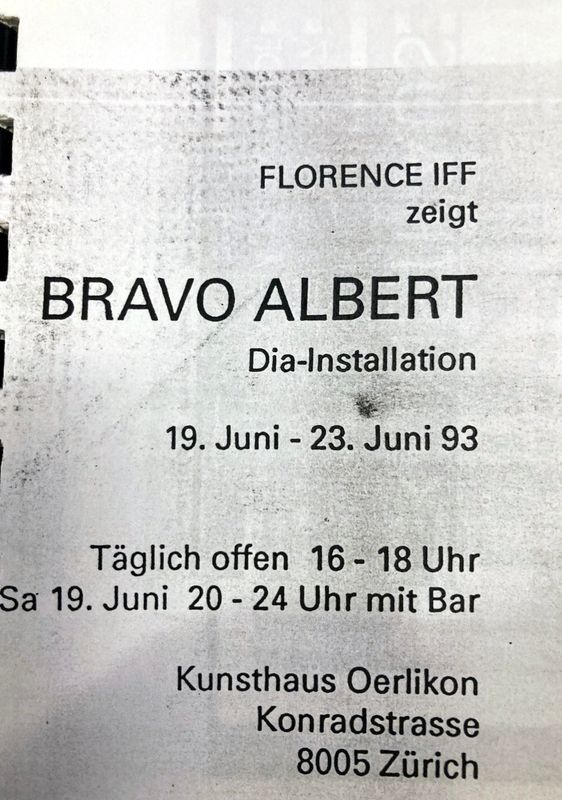 FLORENCE IFF
zeigt
BRAVO ALBERT
Dia-Installation
19. Juni - 23. Juni 93
Täglich offen 16 - 18 Uhr
Sa 19. Juni 20 - 24 Uhr mit Bar
Kunsthaus Oerlikon
Konradstrasse
8005 Zürich